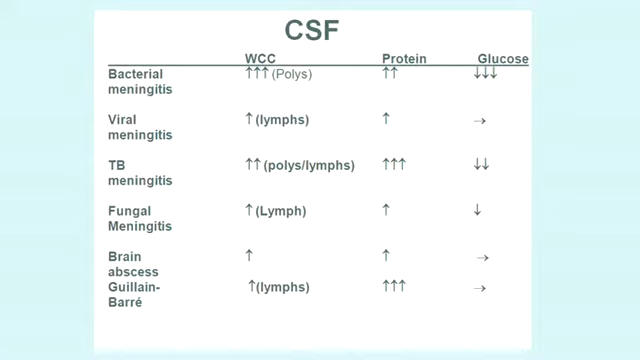 CSF
WCC Protein Glucose
Bacterial ↑↑↑ (Polys) ↑↑ ↓↓↓
meningitis
Viral ↑ (lymphs) ↑ →
meningitis
TB ↑↑ (polys/lymphs) ↑↑↑ ↓↓
meningitis
Fungal ↑ (Lymph) ↑ ↓
Meningitis
Brain ↑ ↑ →
abscess
Guillain- ↑(lymphs) ↑↑↑ →
Barré